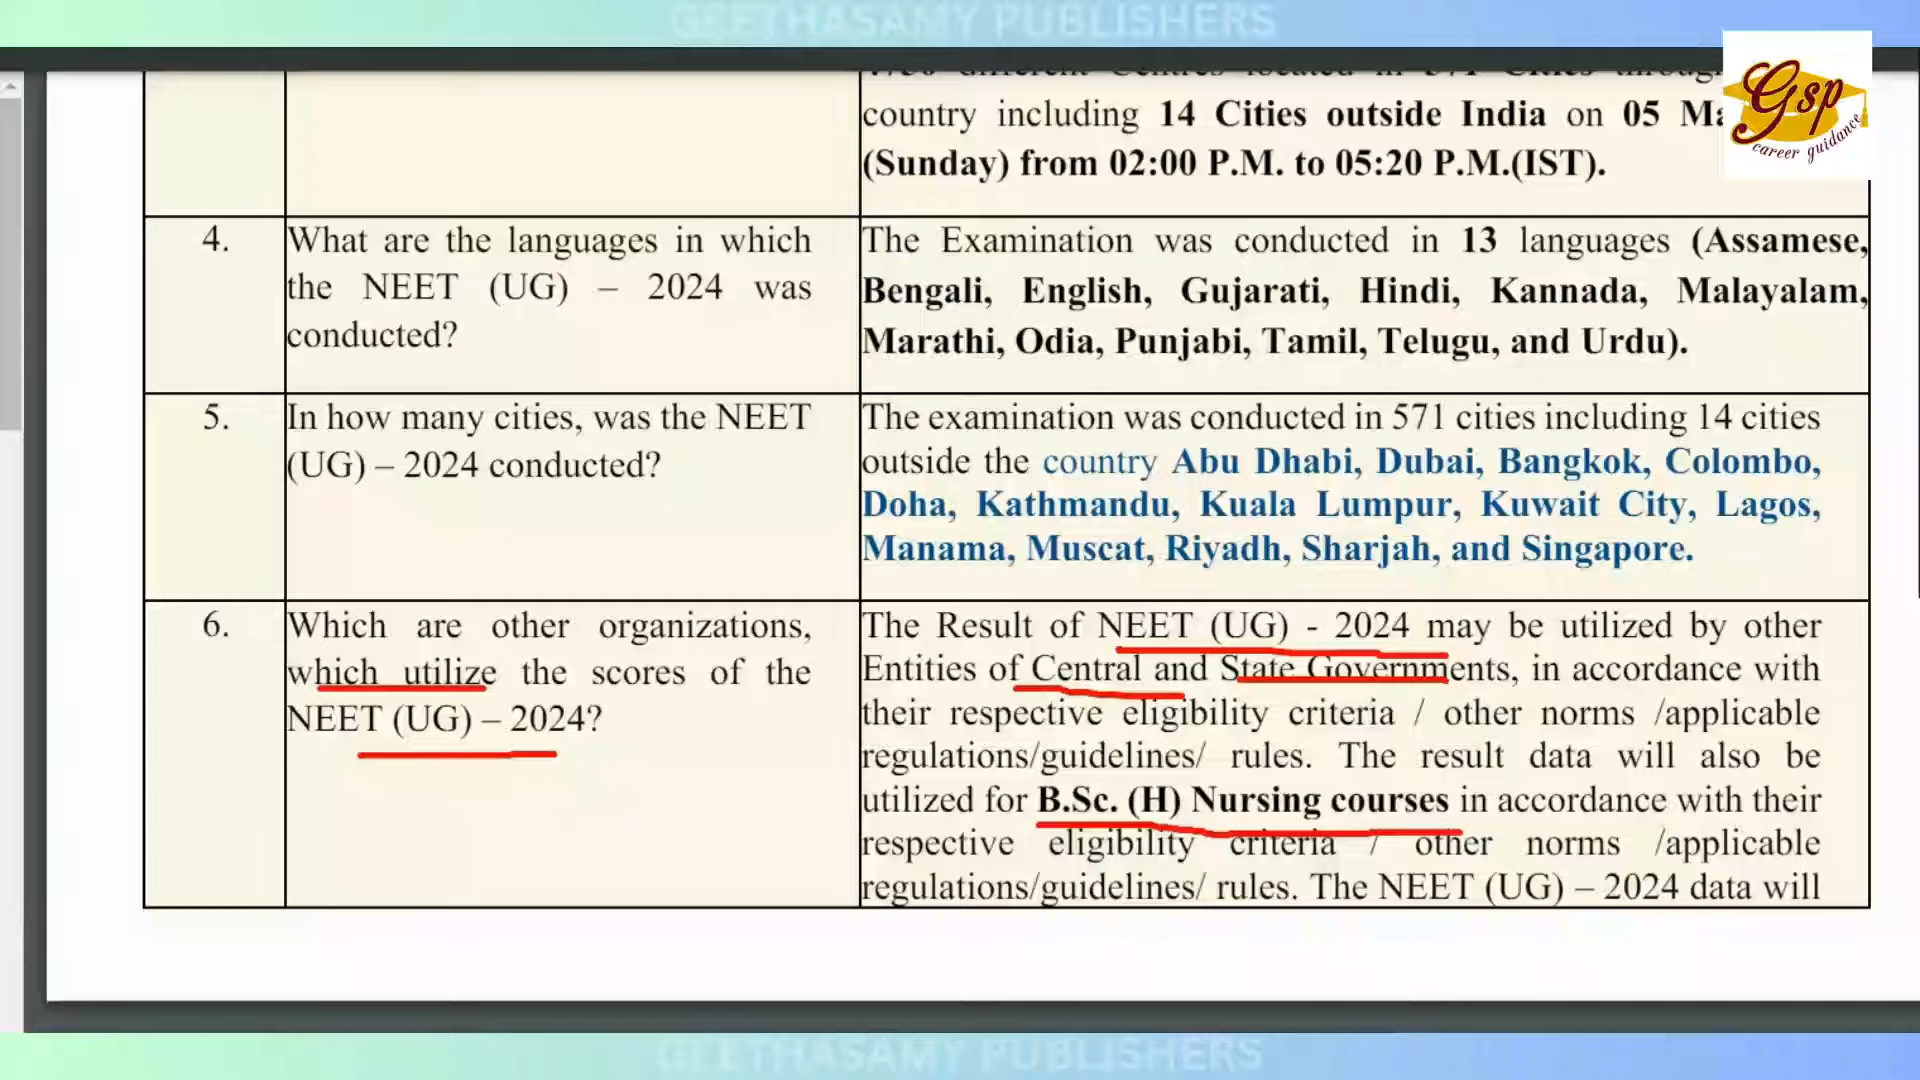 GEETHASAMY PUBLISHERS
different Centres located in 571 Cities
country including 14 Cities outside India on 05
(Sunday) from 02:00 P.M. to 05:20 P.M.(IST).
Gsp
career guidance
4.
What are the languages in which
the NEET (UG) – 2024 was
conducted?
The Examination was conducted in 13 languages (Assamese,
Bengali, English, Gujarati, Hindi, Kannada, Malayalam,
Marathi, Odia, Punjabi, Tamil, Telugu, and Urdu).
5.
In how many cities, was the NEET
(UG) – 2024 conducted?
The examination was conducted in 571 cities including 14 cities
outside the country Abu Dhabi, Dubai, Bangkok, Colombo,
Doha, Kathmandu, Kuala Lumpur, Kuwait City, Lagos,
Manama, Muscat, Riyadh, Sharjah, and Singapore.
6.
Which are other organizations,
which utilize the scores of the
NEET (UG) – 2024?
The Result of NEET (UG) - 2024 may be utilized by other
Entities of Central and State Governments, in accordance with
their respective eligibility criteria / other norms /applicable
regulations/guidelines/ rules. The result data will also be
utilized for B.Sc. (H) Nursing courses in accordance with their
respective eligibility criteria / other norms /applicable
regulations/guidelines/ rules. The NEET (UG) – 2024 data will
GEETHASAMY PUBLISHERS